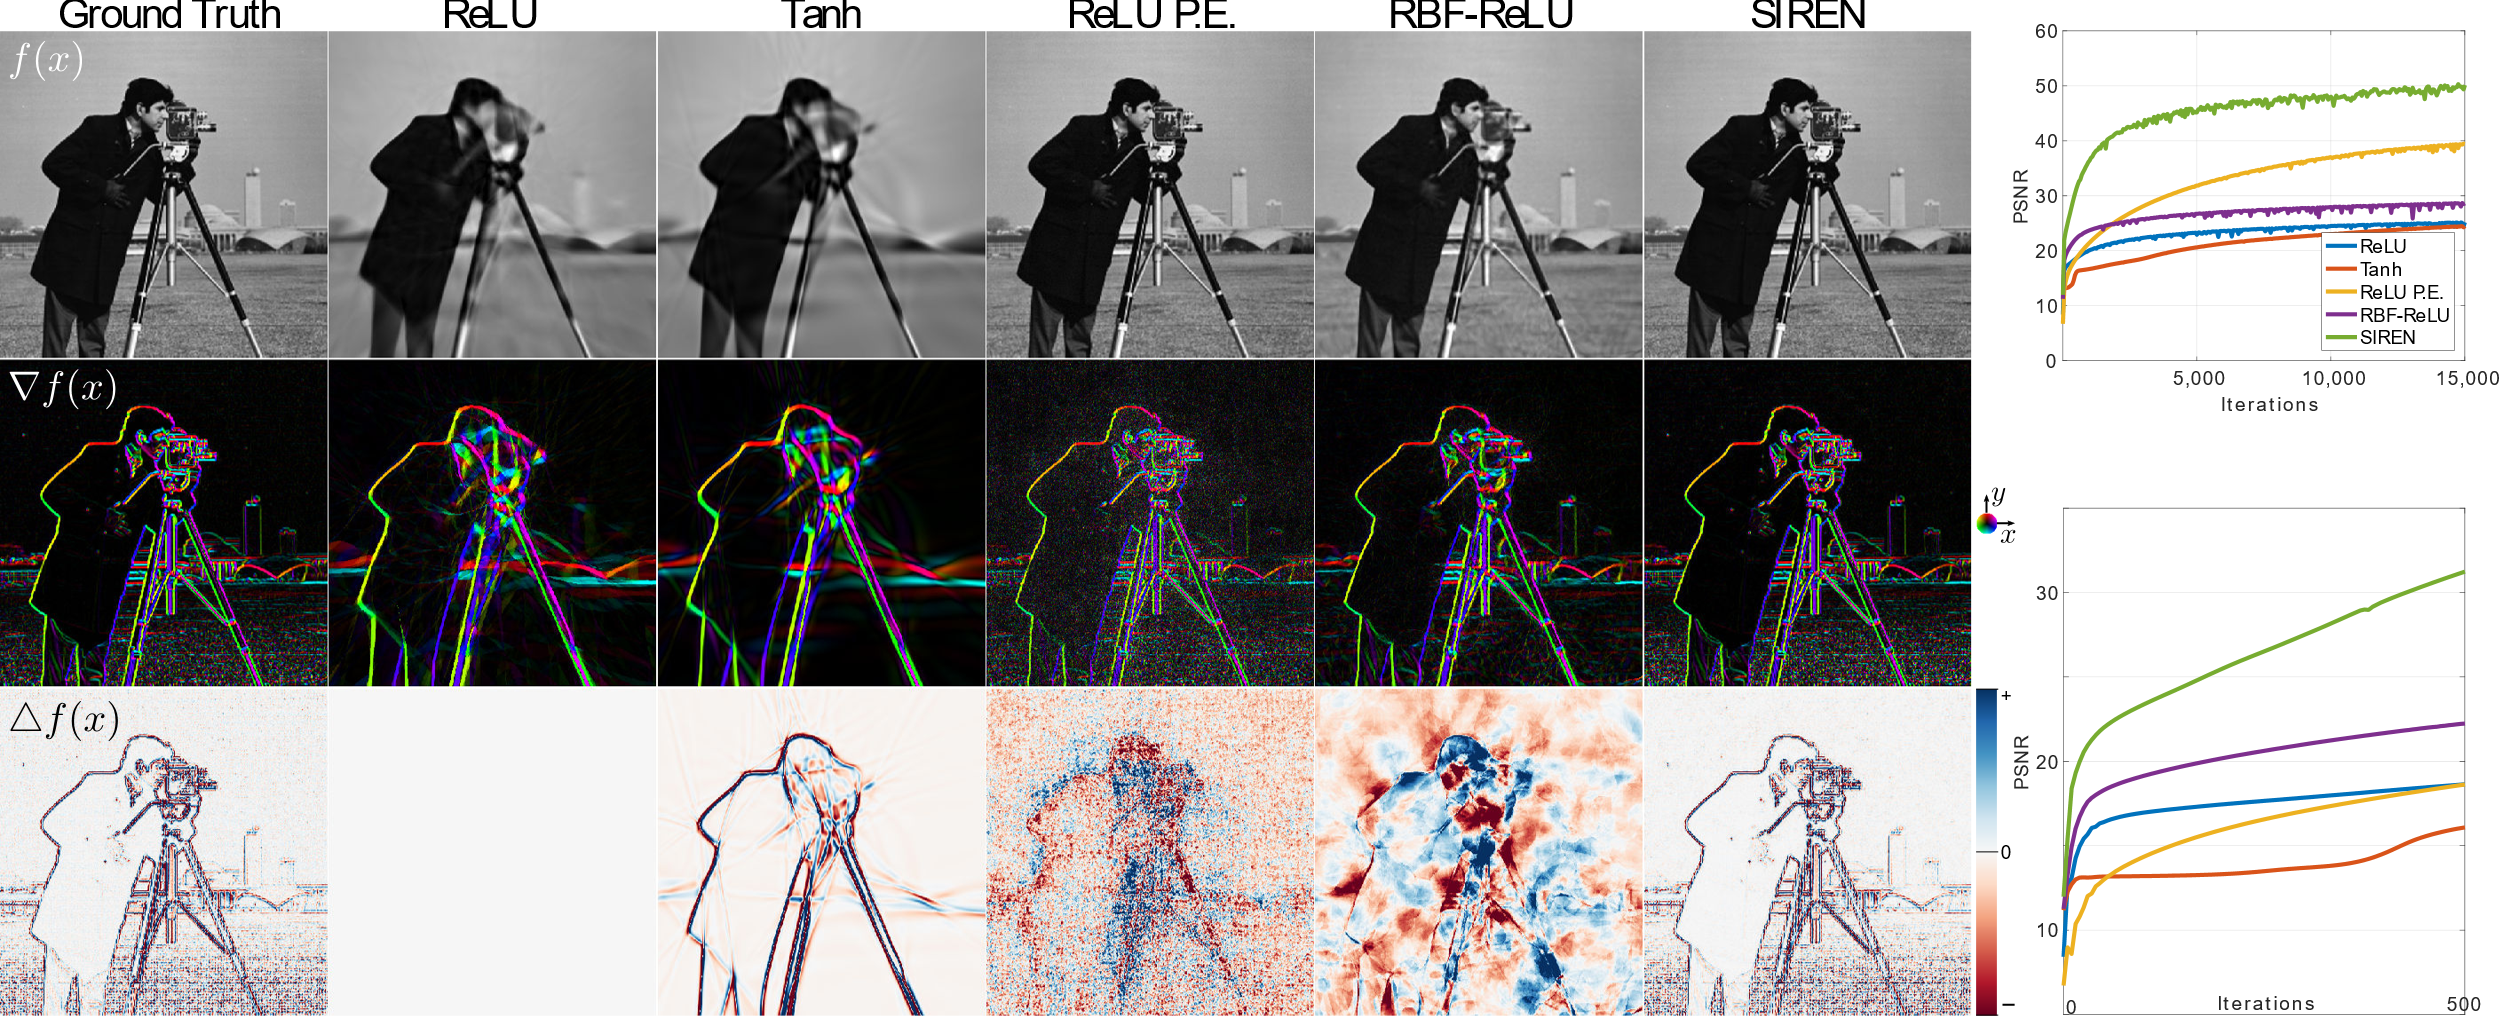 Ground Truth
ReLU
Tanh
ReLU P.E.
RBF-ReLU
SIREN
f(x)
∇f(x)
△f(x)
y
x
+
0
−
60
50
40
30
20
10
0
PSNR
5,000
10,000
15,000
Iterations
ReLU
Tanh
ReLU P.E.
RBF-ReLU
SIREN
30
20
10
PSNR
0
Iterations
500